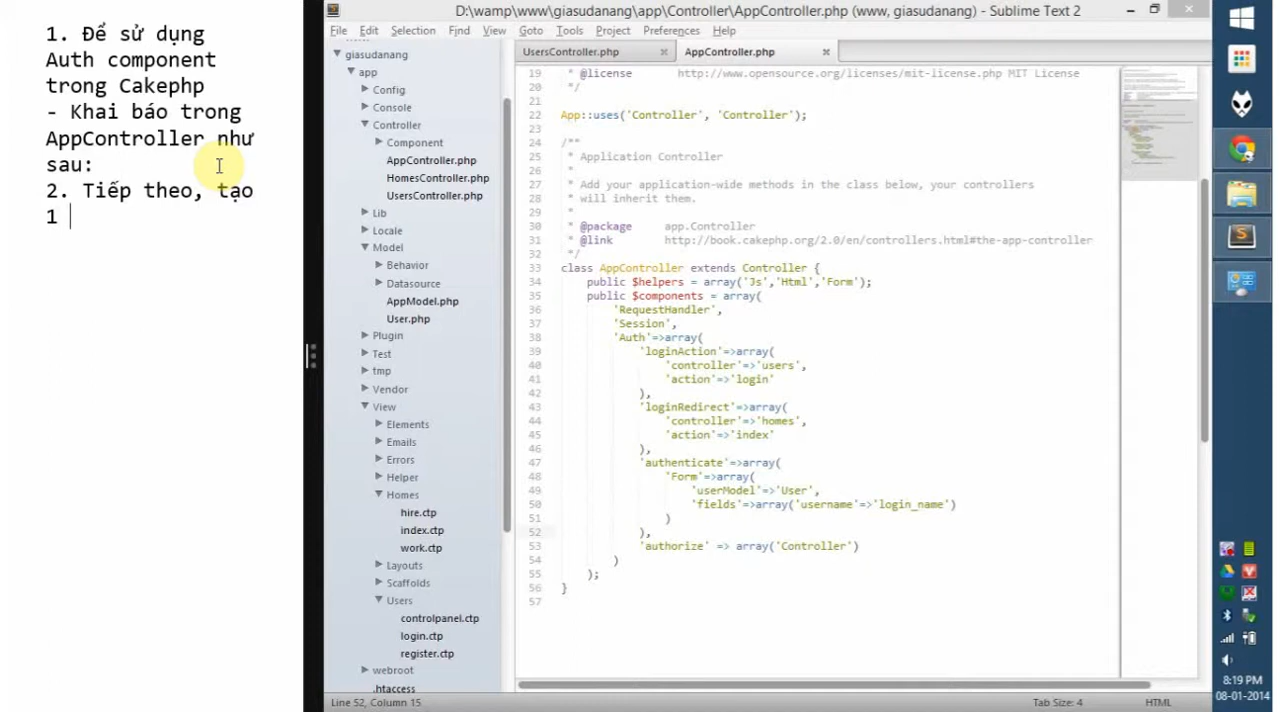 1. Để sử dụng
Auth component
trong Cakephp
- Khai báo trong
AppController như
sau:
2. Tiếp theo, tạo
1
D:\wamp\www\giasudanang\app\Controller\AppController.php (www, giasudanang) - Sublime Text 2
File Edit Selection Find View Goto Tools Project Preferences Help
giasudanang
app
Config
Console
Controller
Component
AppController.php
HomesController.php
UsersController.php
Lib
Locale
Model
Behavior
Datasource
AppModel.php
User.php
Plugin
Test
tmp
Vendor
View
Elements
Emails
Errors
Helper
Homes
hire.ctp
index.ctp
work.ctp
Layouts
Scaffolds
Users
controlpanel.ctp
login.ctp
register.ctp
webroot
.htaccess
UsersController.php × AppController.php ×
19 * @license http://www.opensource.org/licenses/mit-license.php MIT License
20 */
21
22 App::uses('Controller', 'Controller');
23
24 /**
25 * Application Controller
26 *
27 * Add your application-wide methods in the class below, your controllers
28 * will inherit them.
29 *
30 * @package app.Controller
31 * @link http://book.cakephp.org/2.0/en/controllers.html#the-app-controller
32 */
33 class AppController extends Controller {
34 public $helpers = array('Js','Html','Form');
35 public $components = array(
36 'RequestHandler',
37 'Session',
38 'Auth'=>array(
39 'loginAction'=>array(
40 'controller'=>'users',
41 'action'=>'login'
42 ),
43 'loginRedirect'=>array(
44 'controller'=>'homes',
45 'action'=>'index'
46 ),
47 'authenticate'=>array(
48 'Form'=>array(
49 'userModel'=>'User',
50 'fields'=>array('username'=>'login_name')
51 )
52 ),
53 'authorize' => array('Controller')
54 )
55 );
56 }
57
Line 52, Column 15 Tab Size: 4 HTML
8:19 PM
08-01-2014